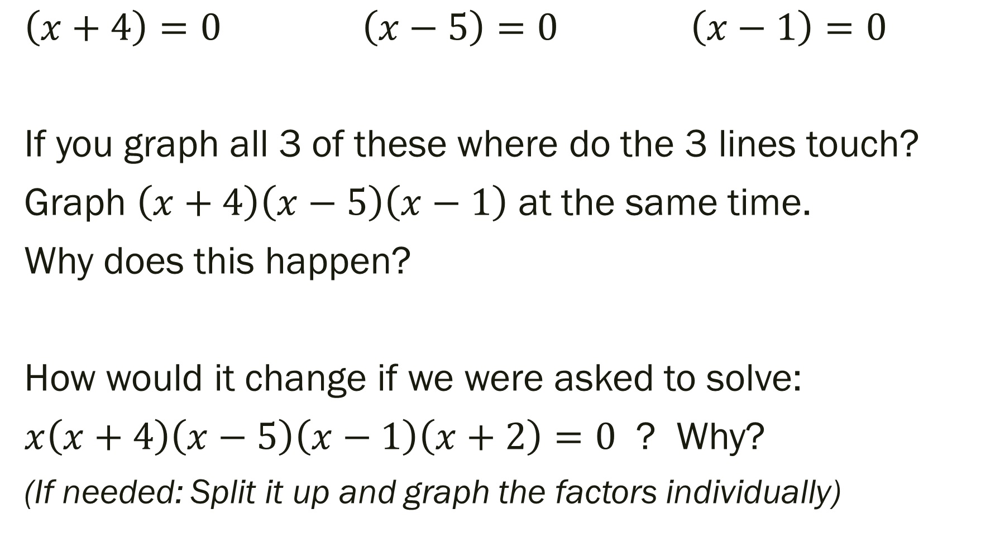 (x + 4) = 0 (x − 5) = 0 (x − 1) = 0
If you graph all 3 of these where do the 3 lines touch?
Graph (x + 4)(x − 5)(x − 1) at the same time.
Why does this happen?
How would it change if we were asked to solve:
x(x + 4)(x − 5)(x − 1)(x + 2) = 0 ? Why?
(If needed: Split it up and graph the factors individually)